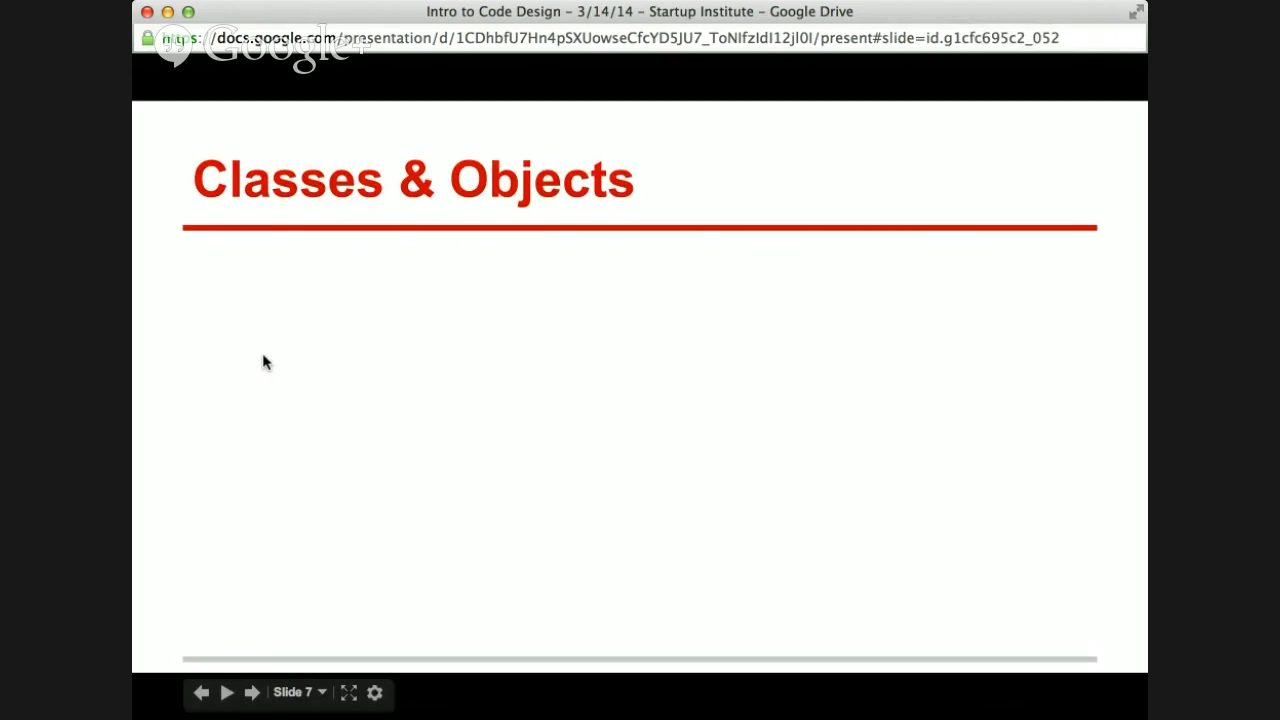 Intro to Code Design – 3/14/14 – Startup Institute – Google Drive
https://docs.google.com/presentation/d/1CDhbfU7Hn4pSXUowseCfcYD5JU7_ToNIfzIdI12jl0I/present#slide=id.g1cfc695c2_052
Google+
Classes & Objects
Slide 7